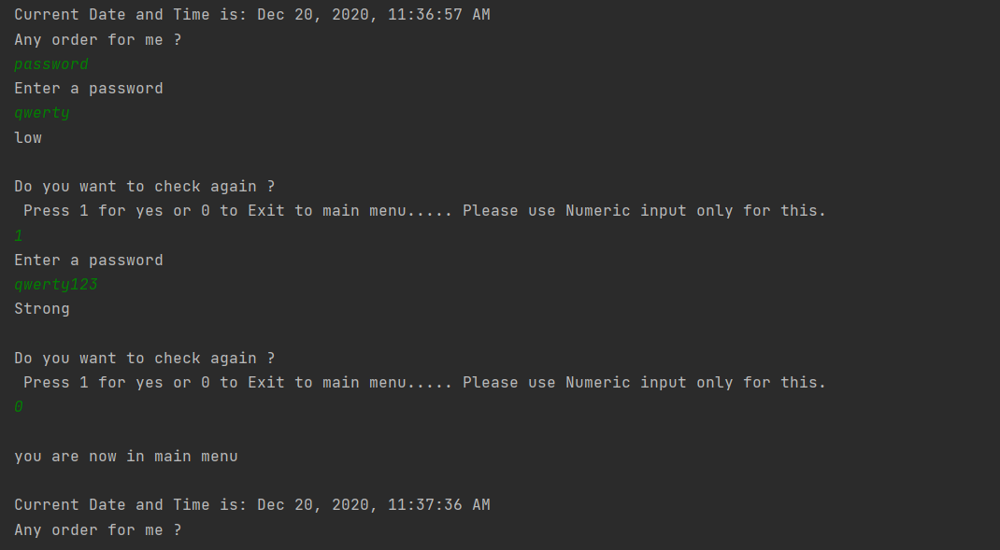 Current Date and Time is: Dec 20, 2020, 11:36:57 AM
Any order for me ?
password
Enter a password
qwerty
low
Do you want to check again ?
Press 1 for yes or 0 to Exit to main menu..... Please use Numeric input only for this.
1
Enter a password
qwerty123
Strong
Do you want to check again ?
Press 1 for yes or 0 to Exit to main menu..... Please use Numeric input only for this.
0
you are now in main menu
Current Date and Time is: Dec 20, 2020, 11:37:36 AM
Any order for me ?